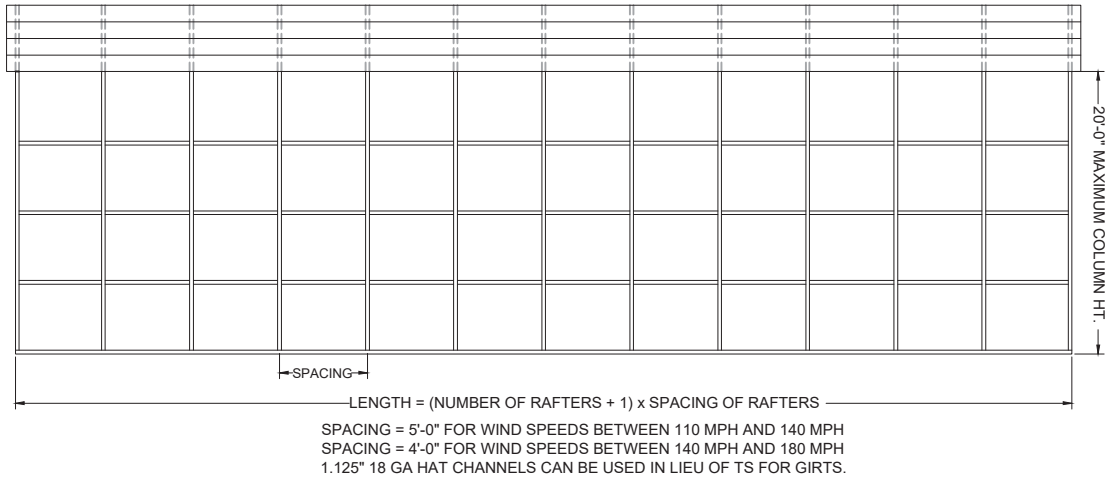 20'-0" MAXIMUM COLUMN HT.
SPACING
LENGTH = (NUMBER OF RAFTERS + 1) x SPACING OF RAFTERS
SPACING = 5'-0" FOR WIND SPEEDS BETWEEN 110 MPH AND 140 MPH
SPACING = 4'-0" FOR WIND SPEEDS BETWEEN 140 MPH AND 180 MPH
1.125" 18 GA HAT CHANNELS CAN BE USED IN LIEU OF TS FOR GIRTS.